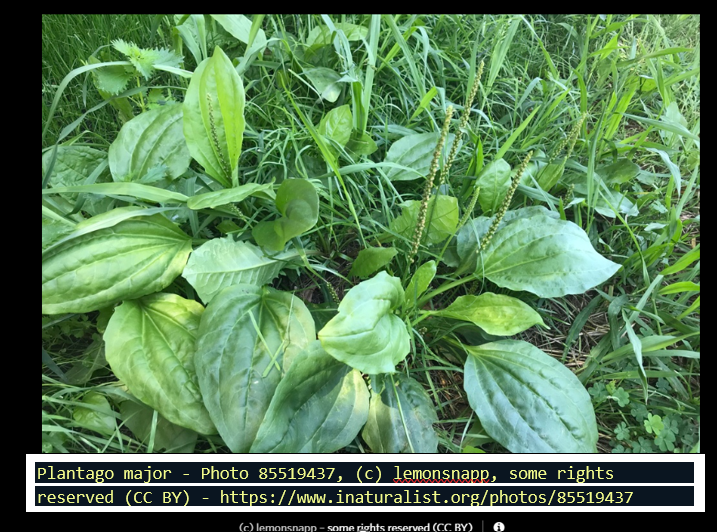 Plantago major - Photo 85519437, (c) lemonsnapp, some rights
reserved (CC BY) - https://www.inaturalist.org/photos/85519437
(c) lemonsnapp – some rights reserved (CC BY)